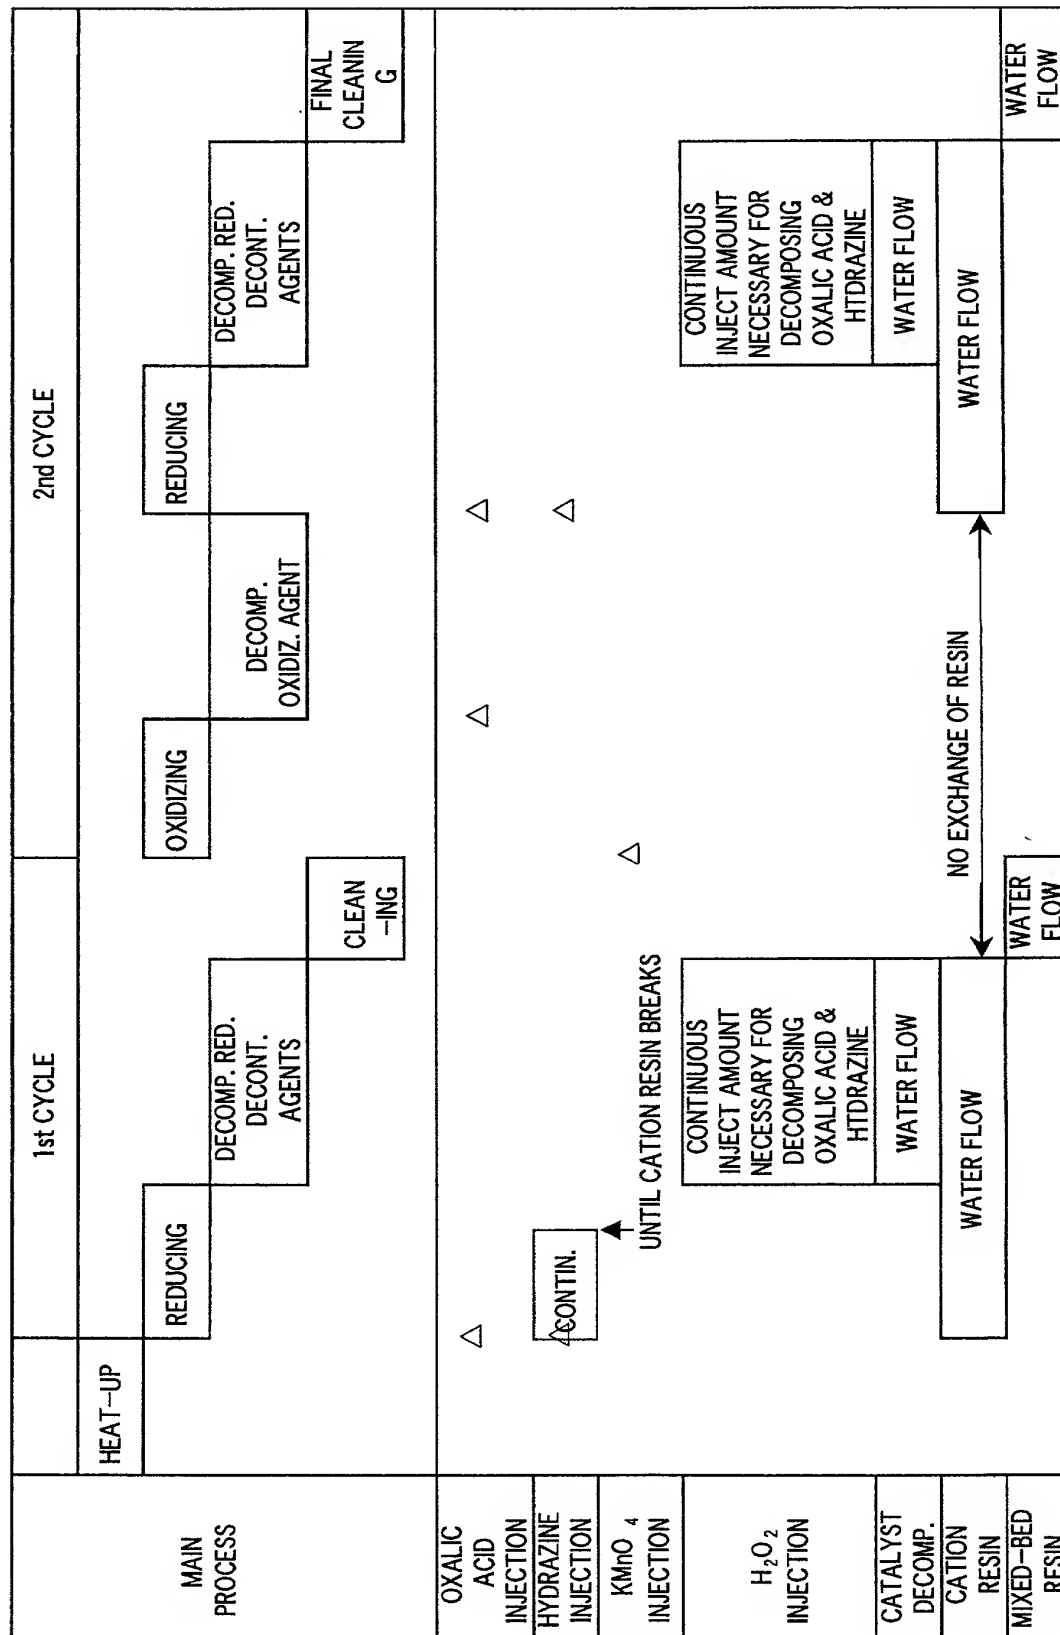 1st CYCLE
2nd CYCLE
MAIN
PROCESS
HEAT-UP
REDUCING
DECOMP. RED.
DECONT.
AGENTS
CLEAN
-ING
OXIDIZING
DECOMP.
OXIDIZ. AGENT
REDUCING
DECOMP. RED.
DECONT.
AGENTS
FINAL
CLEANIN
G
OXALIC
ACID
INJECTION
△
△
△
HYDRAZINE
INJECTION
△
CONTIN.
△
UNTIL CATION RESIN BREAKS
KMnO4
INJECTION
△
H2O2
INJECTION
CONTINUOUS
INJECT AMOUNT
NECESSARY FOR
DECOMPOSING
OXALIC ACID &
HTDRAZINE
CONTINUOUS
INJECT AMOUNT
NECESSARY FOR
DECOMPOSING
OXALIC ACID &
HTDRAZINE
CATALYST
DECOMP.
WATER FLOW
WATER FLOW
CATION
RESIN
WATER FLOW
NO EXCHANGE OF RESIN
WATER FLOW
MIXED-BED
RESIN
WATER
FLOW
WATER
FLOW